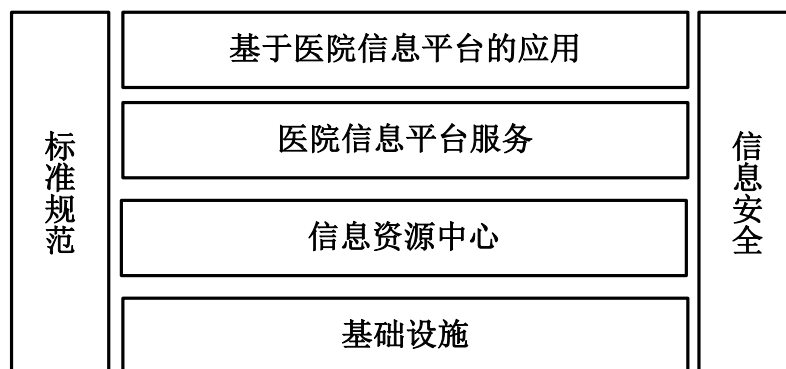 标准规范
基于医院信息平台的应用
医院信息平台服务
信息资源中心
基础设施
信息安全